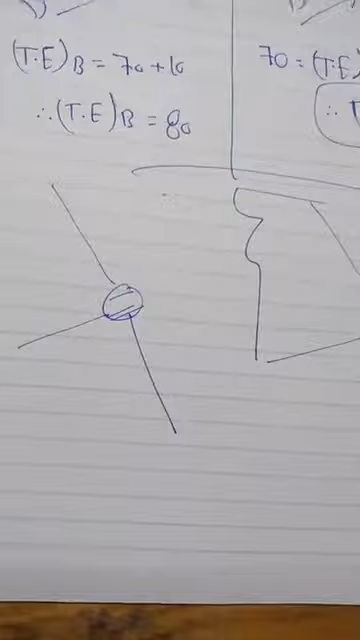 (T.E)B = 70 + 10
∴ (T.E)B = 80
70 = (T.E)
∴